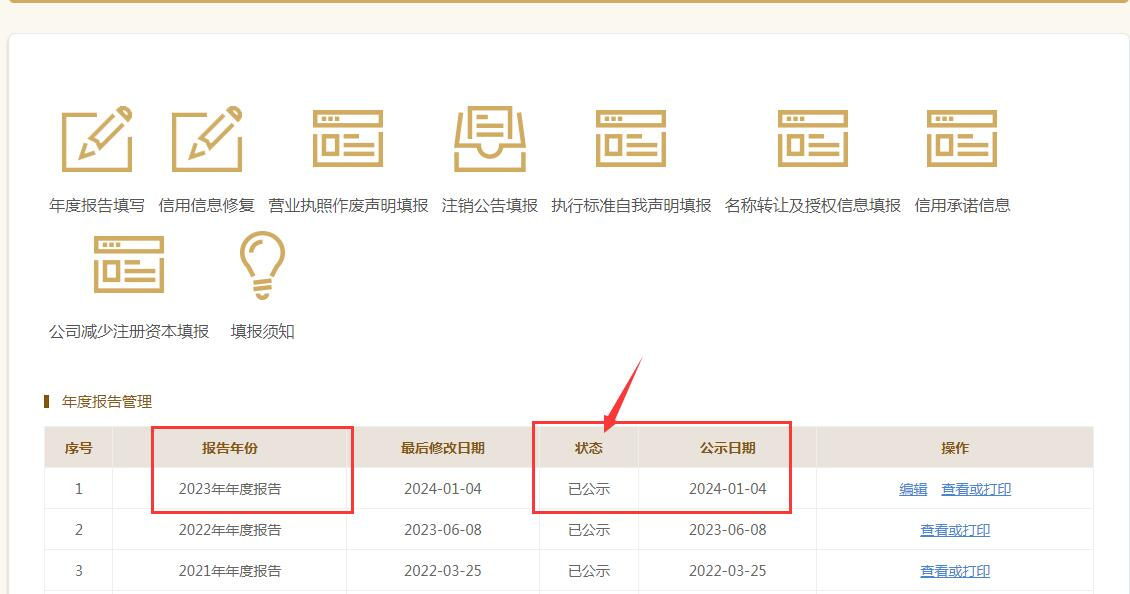 年度报告填写 信用信息修复 营业执照作废声明填报 注销公告填报 执行标准自我声明填报 名称转让及授权信息填报 信用承诺信息
公司减少注册资本填报 填报须知
年度报告管理
序号 报告年份 最后修改日期 状态 公示日期 操作
1 2023年年度报告 2024-01-04 已公示 2024-01-04 编辑 查看或打印
2 2022年年度报告 2023-06-08 已公示 2023-06-08 查看或打印
3 2021年年度报告 2022-03-25 已公示 2022-03-25 查看或打印